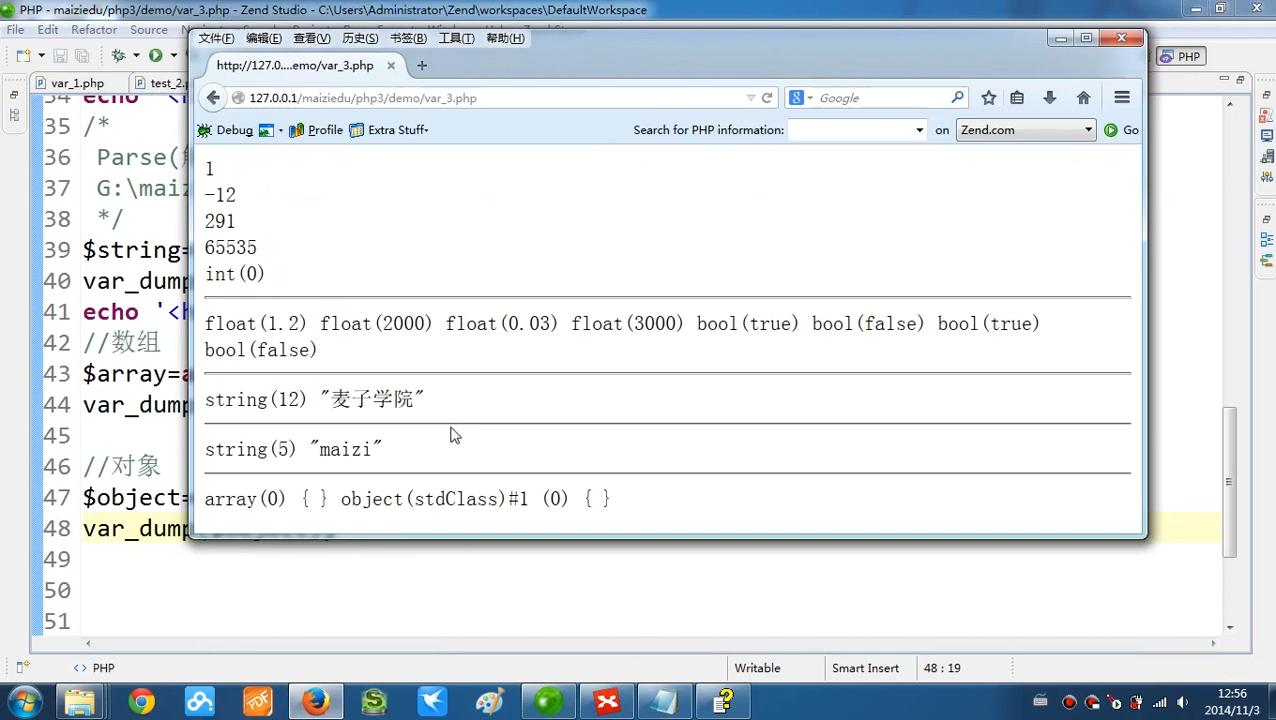 PHP - maiziedu/php3/demo/var_3.php - Zend Studio - C:\Users\Administrator\Zend\workspaces\DefaultWorkspace
File Edit Refactor Source
文件(F) 编辑(E) 查看(V) 历史(S) 书签(B) 工具(T) 帮助(H)
http://127.0....emo/var_3.php
PHP
var_1.php
test_2.p
127.0.0.1/maiziedu/php3/demo/var_3.php
Google
Debug Profile Extra Stuff
Search for PHP information: on Zend.com Go
1
-12
291
65535
int(0)
float(1.2) float(2000) float(0.03) float(3000) bool(true) bool(false) bool(true)
bool(false)
string(12) "麦子学院"
string(5) "maizi"
array(0) { } object(stdClass)#1 (0) { }
34 echo '<h
35 /*
36 Parse(
37 G:\maiz
38 */
39 $string=
40 var_dump
41 echo '<h
42 //数组
43 $array=a
44 var_dum
45
46 //对象
47 $object=
48 var_dump
49
50
51
PHP
Writable
Smart Insert
48 : 19
12:56
2014/11/3